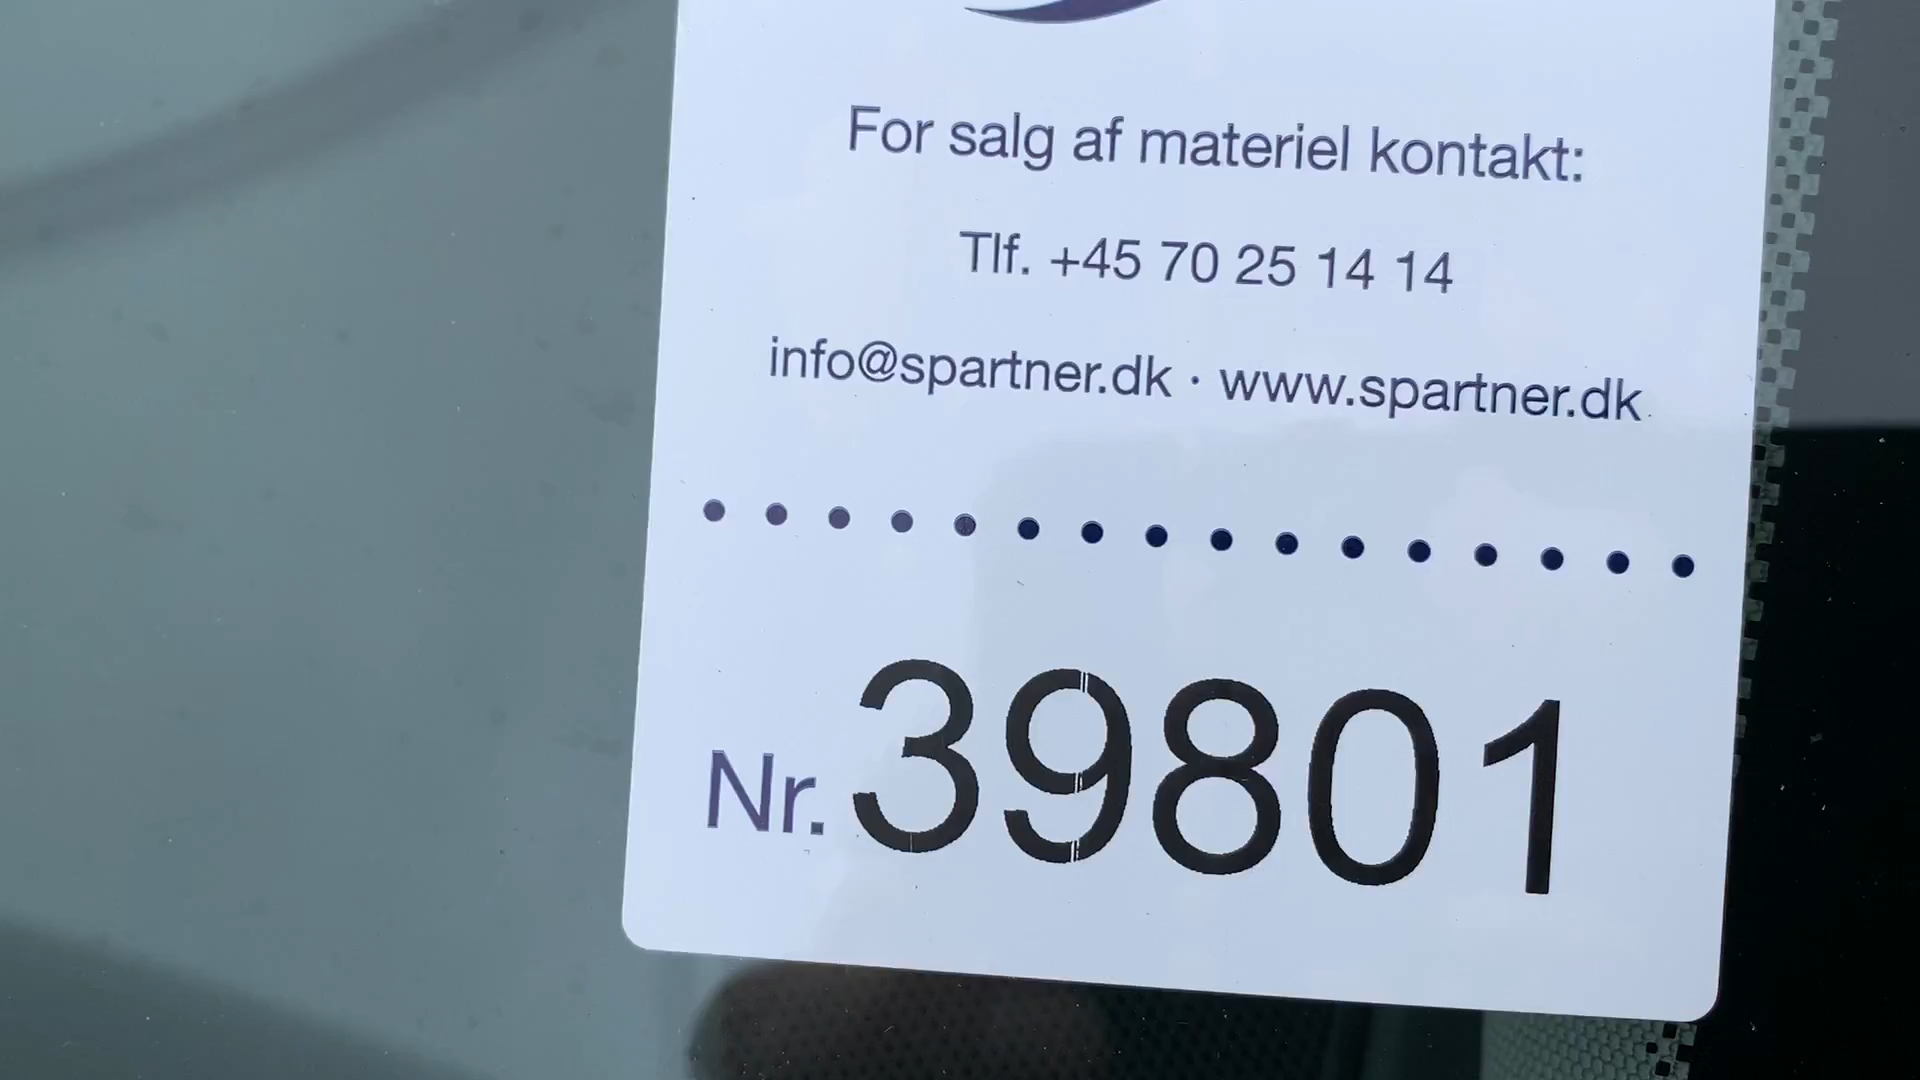 For salg af materiel kontakt:
Tlf. +45 70 25 14 14
info@spartner.dk · www.spartner.dk
Nr. 39801